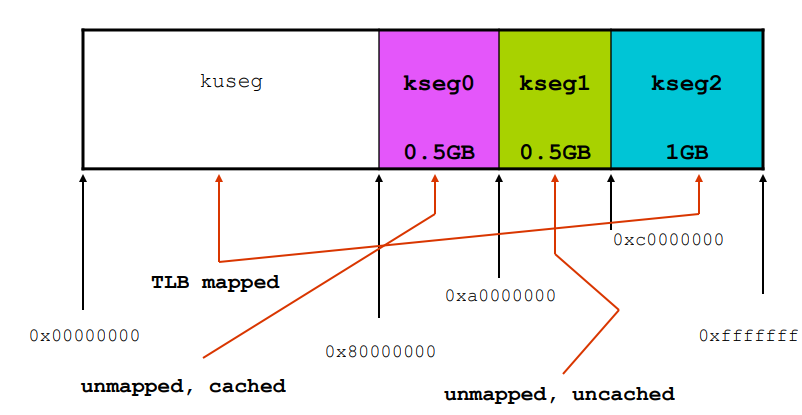 kuseg
kseg0
kseg1
kseg2
0.5GB
0.5GB
1GB
0xc0000000
TLB mapped
0xa0000000
0x00000000
0xfffffff
0x80000000
unmapped, cached
unmapped, uncached